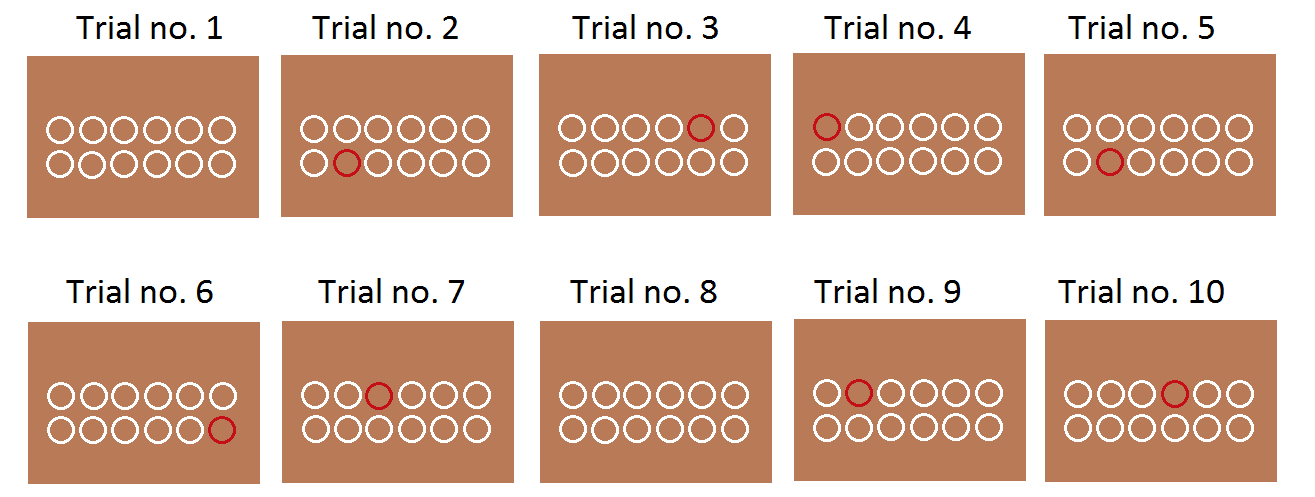 Trial no. 1
Trial no. 2
Trial no. 3
Trial no. 4
Trial no. 5
Trial no. 6
Trial no. 7
Trial no. 8
Trial no. 9
Trial no. 10